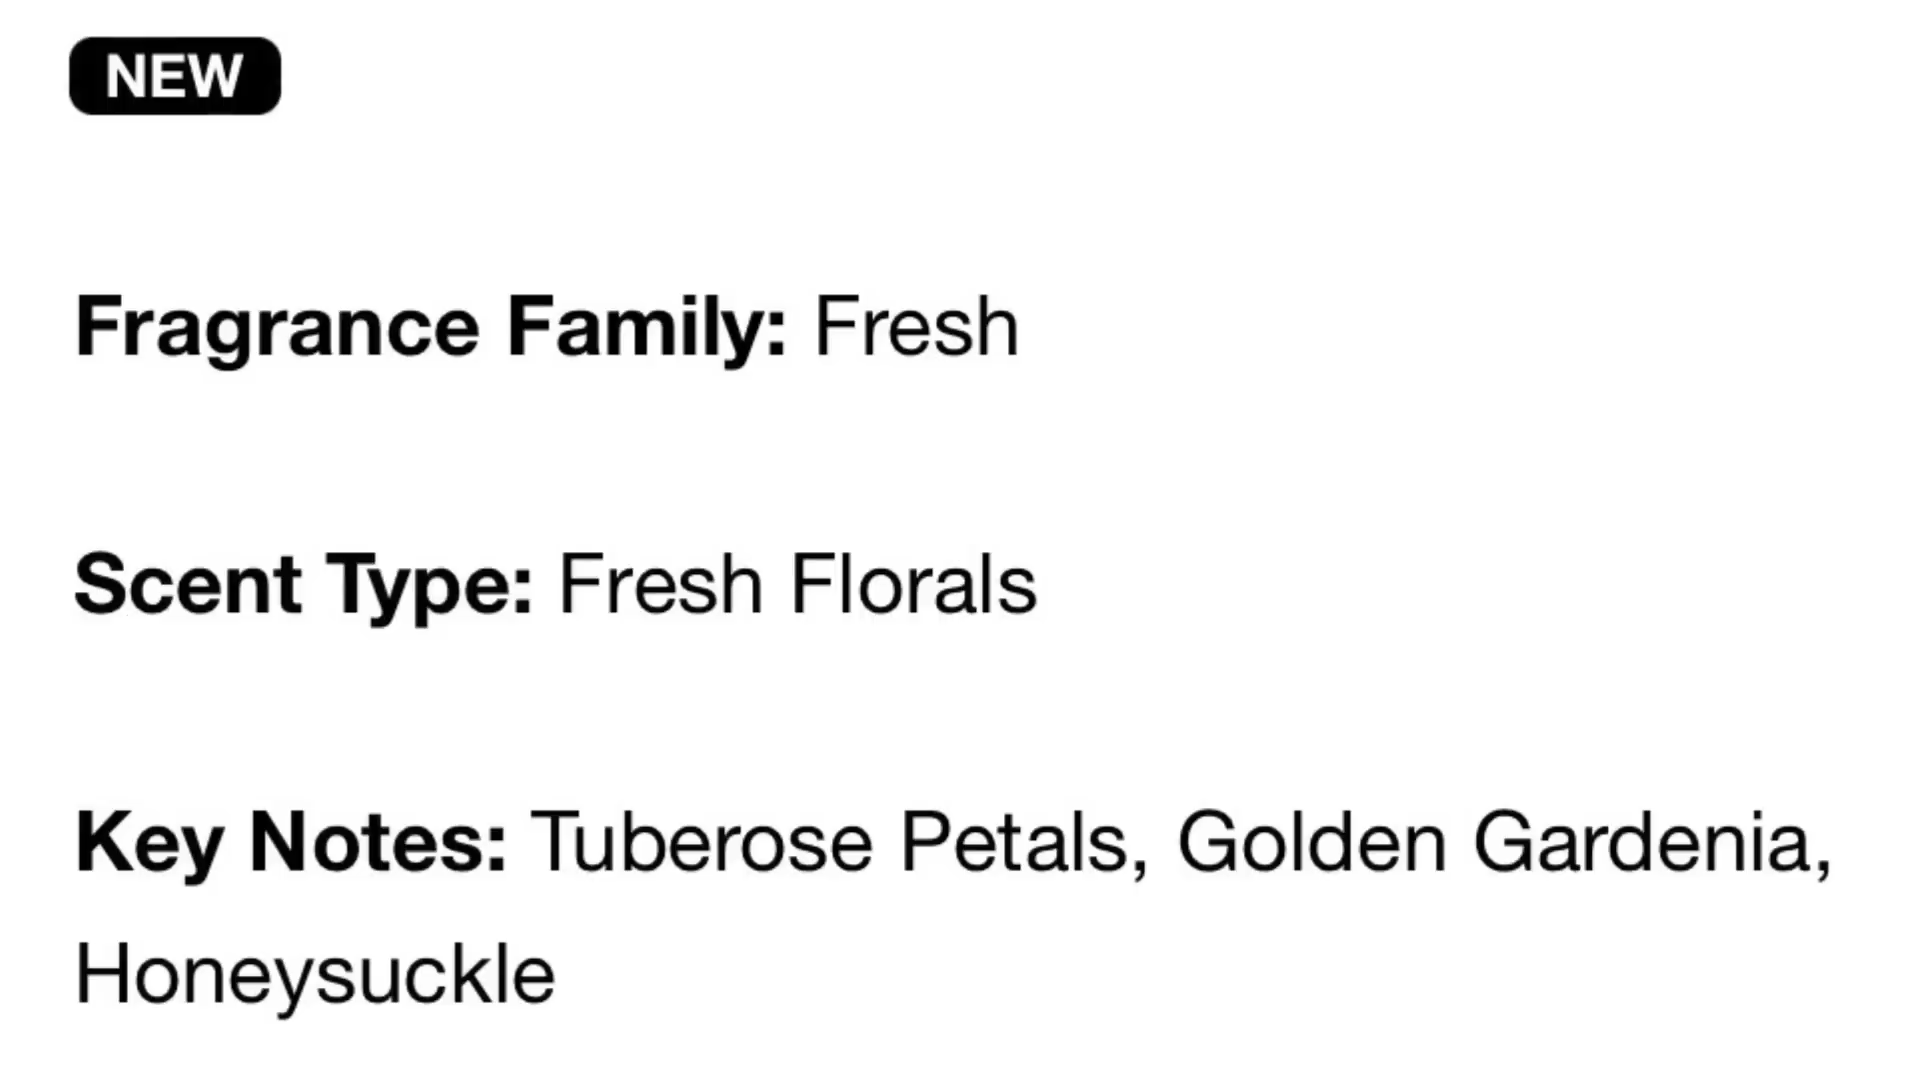 NEW
Fragrance Family: Fresh
Scent Type: Fresh Florals
Key Notes: Tuberose Petals, Golden Gardenia,
Honeysuckle